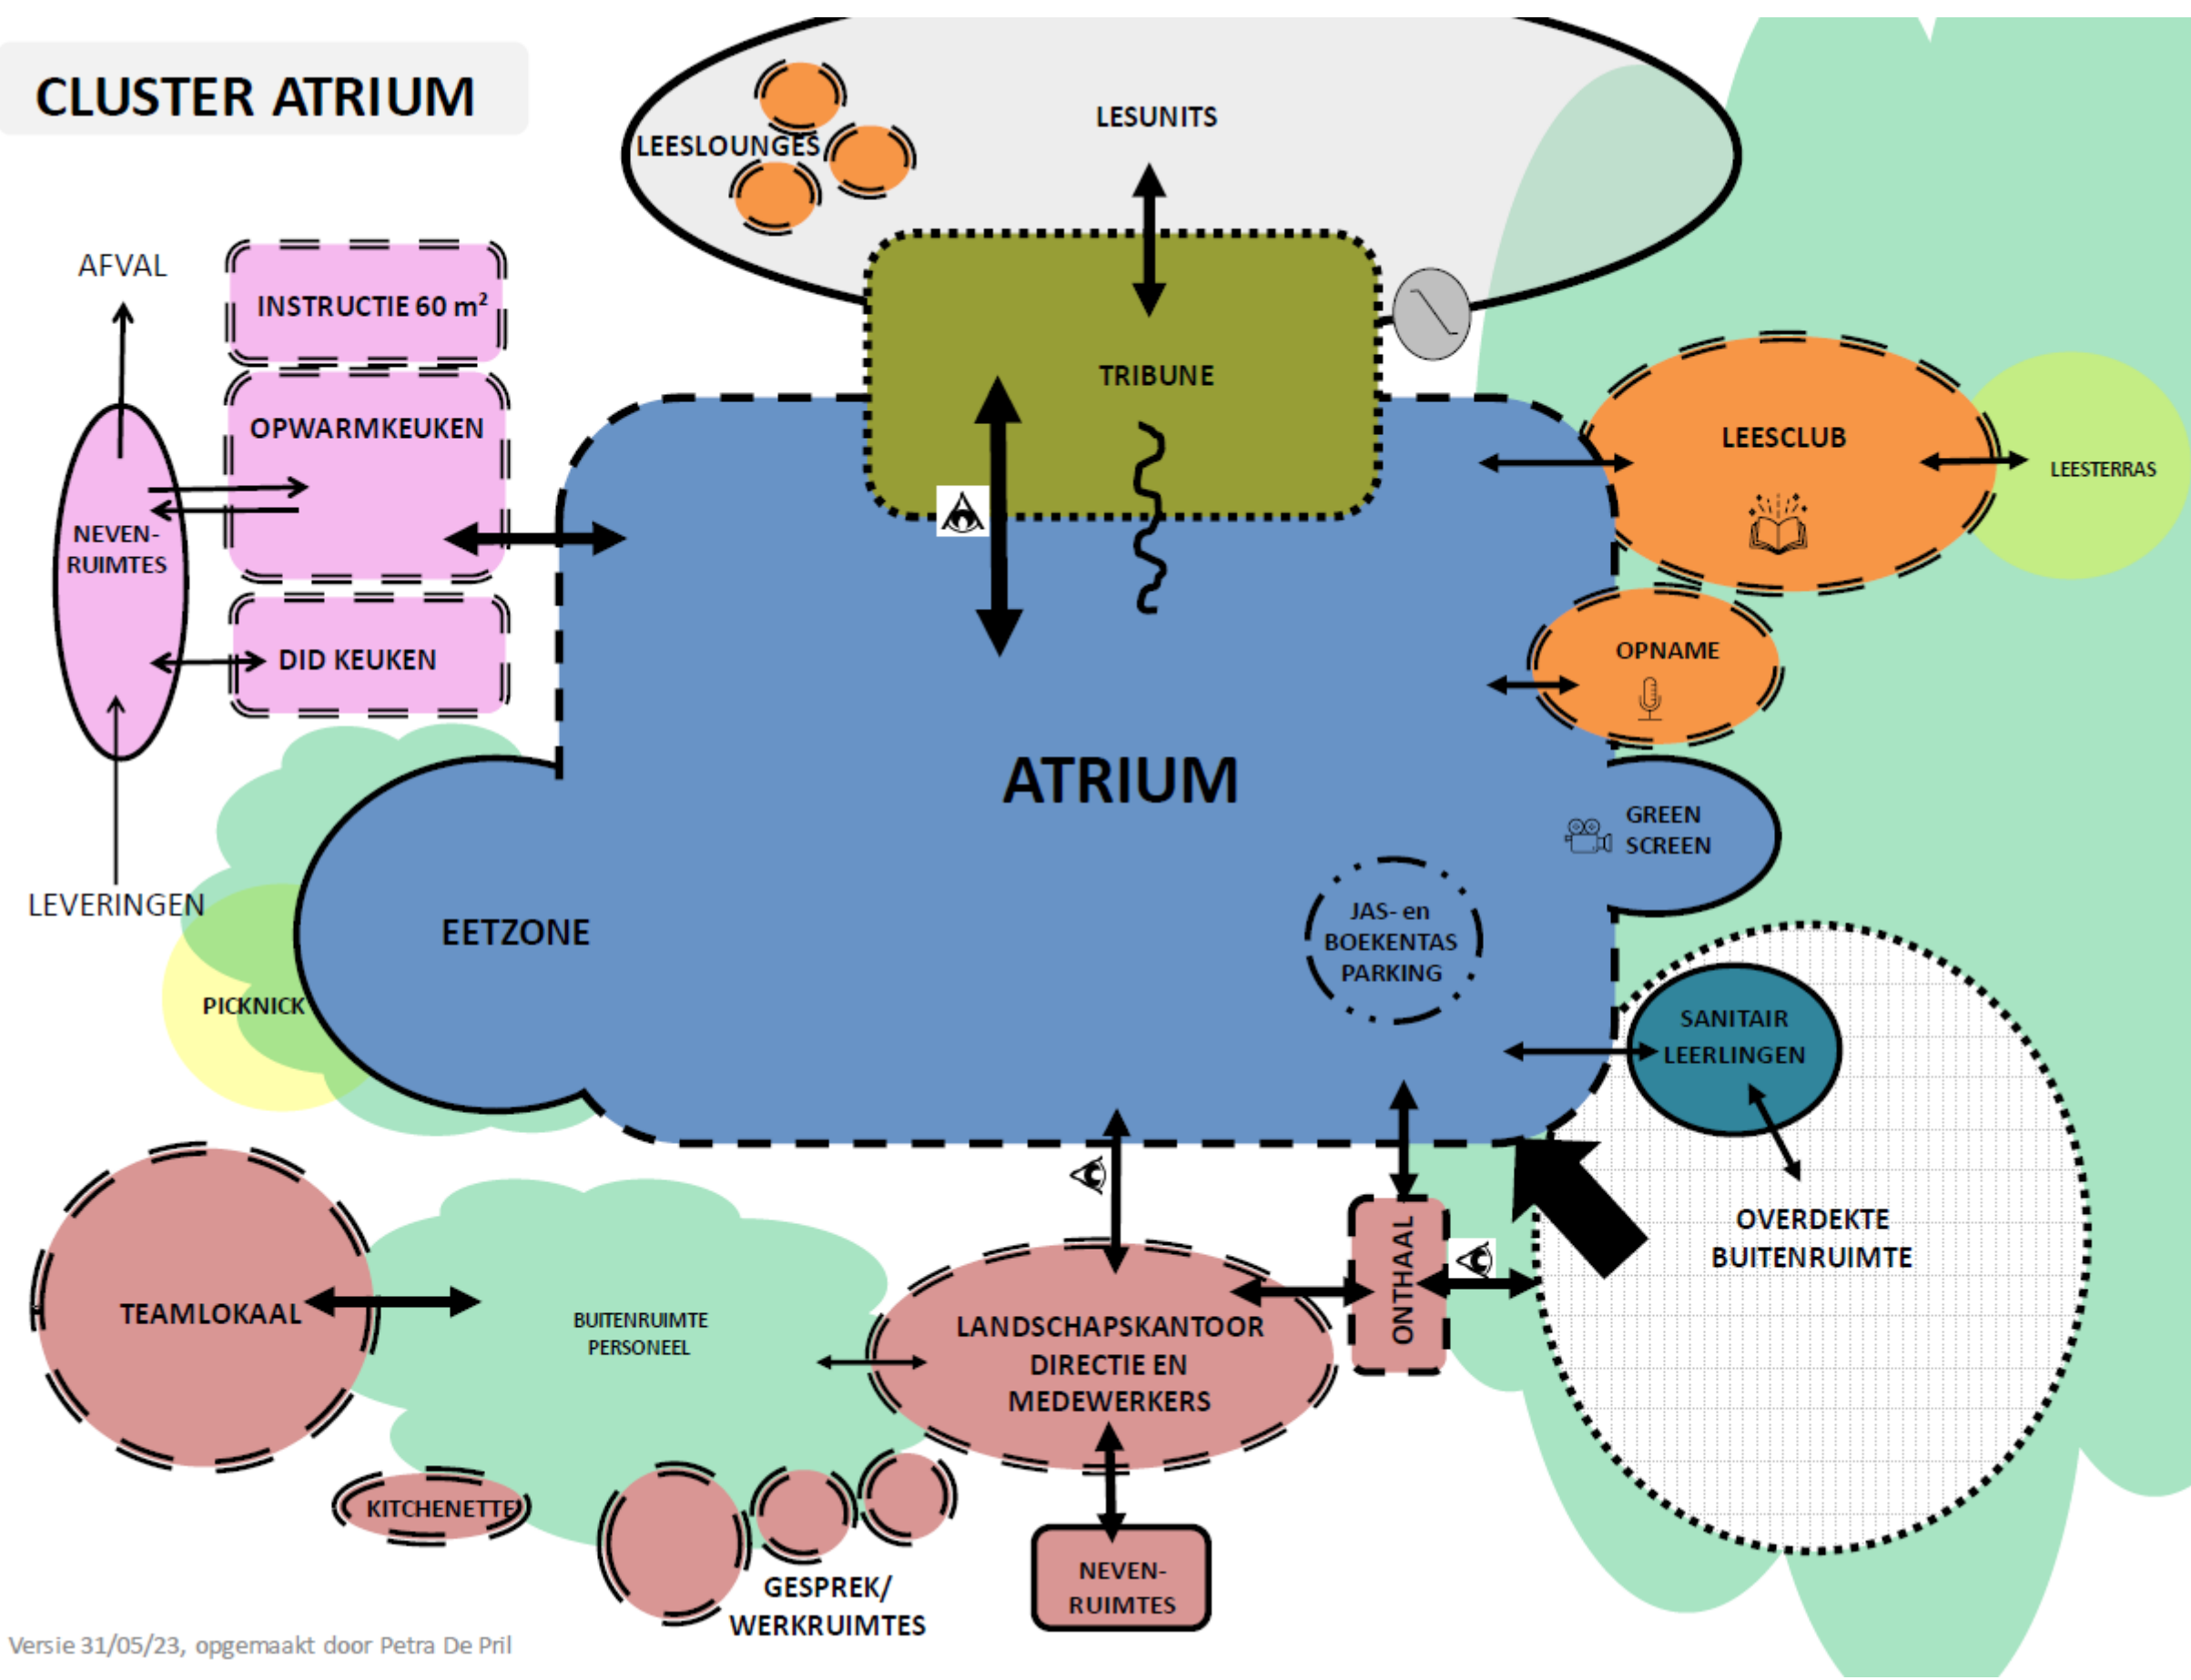 CLUSTER ATRIUM
LESUNITS
LEESLOUNGES
AFVAL
INSTRUCTIE 60 m²
OPWARMKEUKEN
NEVEN-
RUIMTES
DID KEUKEN
LEVERINGEN
TRIBUNE
LEESCLUB
LEESTERRAS
OPNAME
ATRIUM
GREEN
SCREEN
EETZONE
JAS- en
BOEKENTAS
PARKING
PICKNICK
SANITAIR
LEERLINGEN
OVERDEKTE
BUITENRUIMTE
ONTHAAL
TEAMLOKAAL
BUITENRUIMTE
PERSONEEL
LANDSCHAPSKANTOOR
DIRECTIE EN
MEDEWERKERS
KITCHENETTE
GESPREK/
WERKRUIMTES
NEVEN-
RUIMTES
Versie 31/05/23, opgemaakt door Petra De Pril